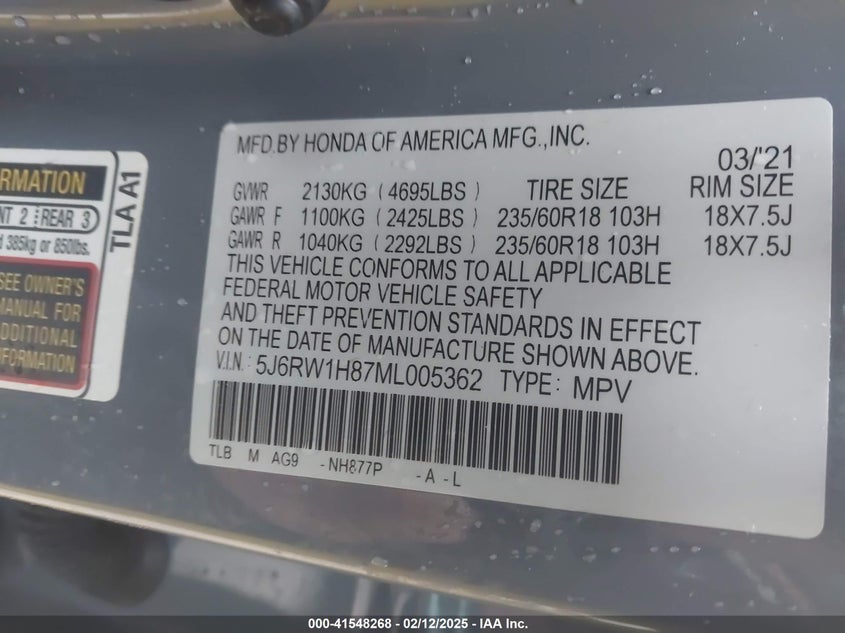 RMATION
NT 2 REAR 3
385kg or 850lbs.
SEE OWNER'S
MANUAL FOR
ADDITIONAL
INFORMATION
TLA A1
MFD.BY HONDA OF AMERICA MFG.,INC.
03/'21
GVWR 2130KG (4695LBS) TIRE SIZE RIM SIZE
GAWR F 1100KG (2425LBS) 235/60R18 103H 18X7.5J
GAWR R 1040KG (2292LBS) 235/60R18 103H 18X7.5J
THIS VEHICLE CONFORMS TO ALL APPLICABLE
FEDERAL MOTOR VEHICLE SAFETY
AND THEFT PREVENTION STANDARDS IN EFFECT
ON THE DATE OF MANUFACTURE SHOWN ABOVE.
V.I.N.: 5J6RW1H87ML005362 TYPE: MPV
TLB M AG9 -NH877P -A -L
000-41548268 - 02/12/2025 - IAA Inc.